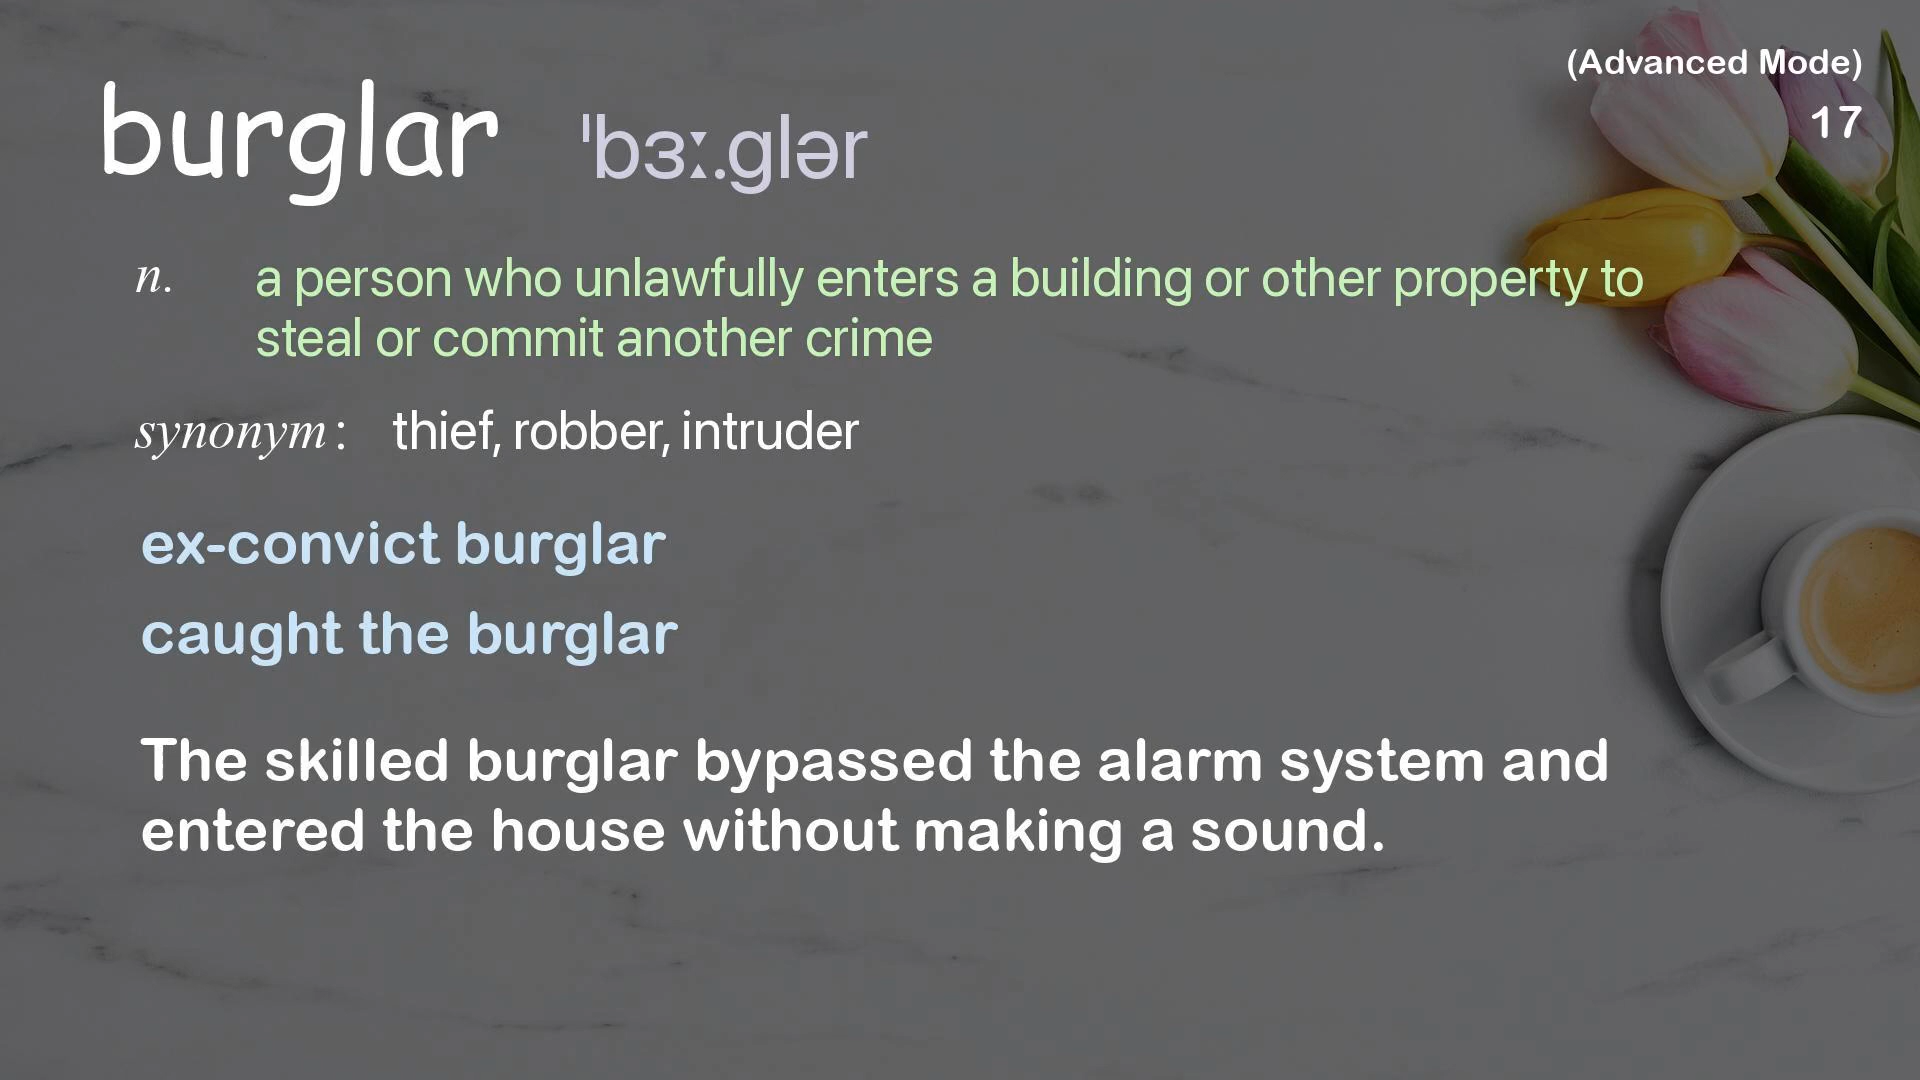 (Advanced Mode)
17
burglar ˈbɜː.ɡlər
n. a person who unlawfully enters a building or other property to
steal or commit another crime
synonym: thief, robber, intruder
ex-convict burglar
caught the burglar
The skilled burglar bypassed the alarm system and
entered the house without making a sound.